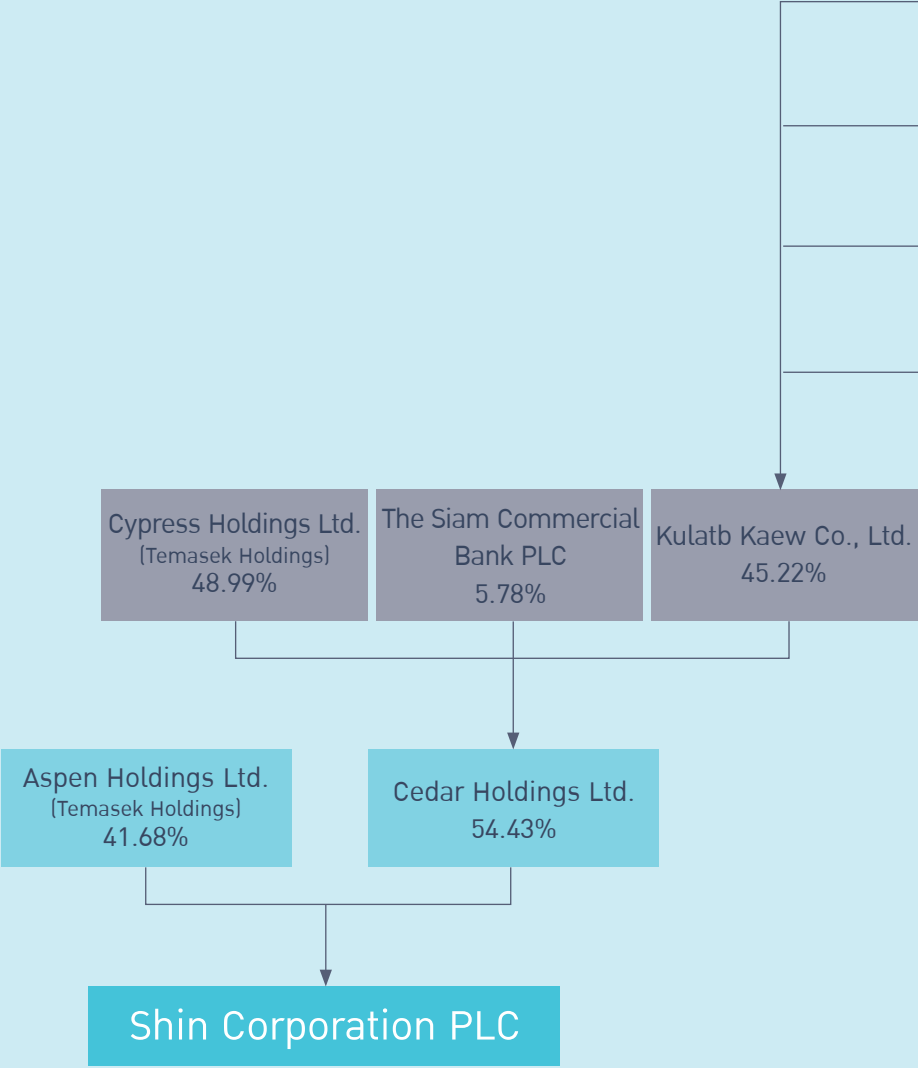 Cypress Holdings Ltd.
(Temasek Holdings)
48.99%
The Siam Commercial
Bank PLC
5.78%
Kulatb Kaew Co., Ltd.
45.22%
Aspen Holdings Ltd.
(Temasek Holdings)
41.68%
Cedar Holdings Ltd.
54.43%
Shin Corporation PLC